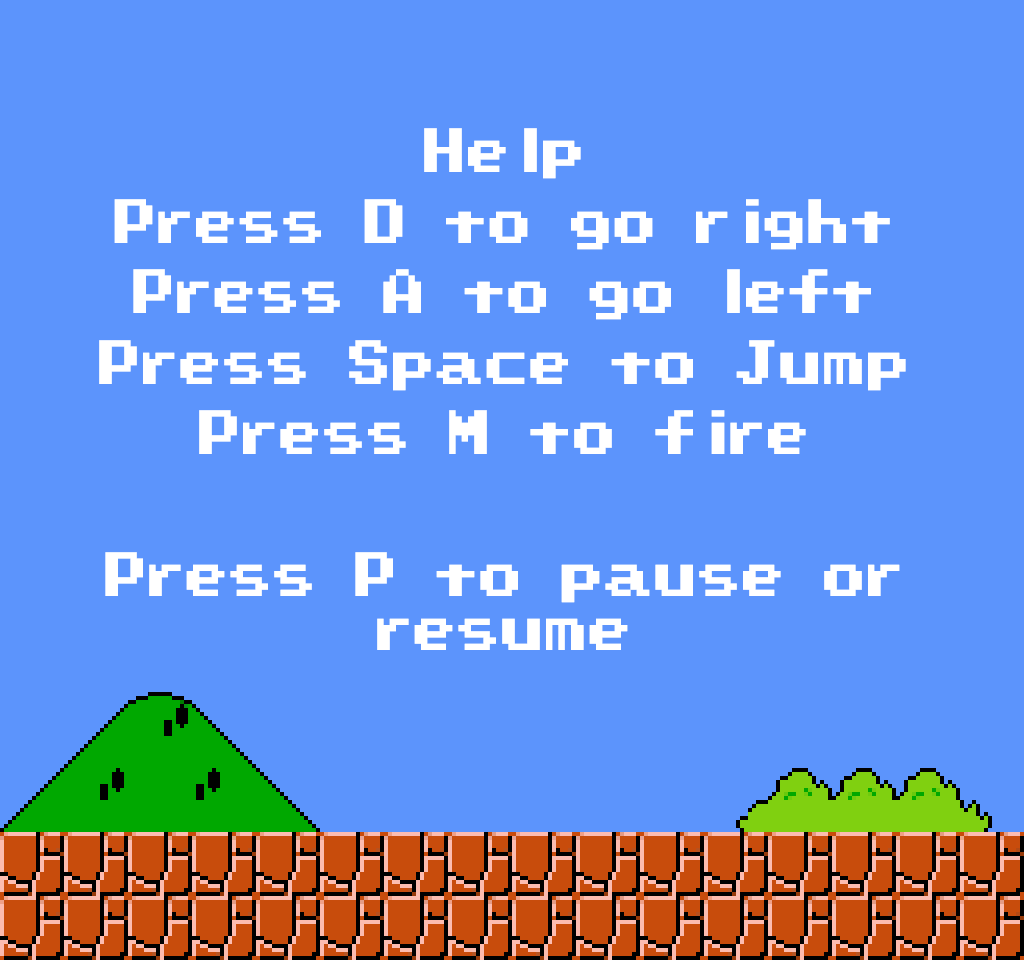 Help
Press D to go right
Press A to go left
Press Space to Jump
Press M to fire
Press P to pause or
resume